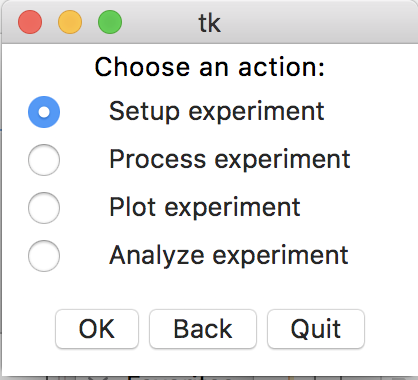 tk
Choose an action:
Setup experiment
Process experiment
Plot experiment
Analyze experiment
OK Back Quit